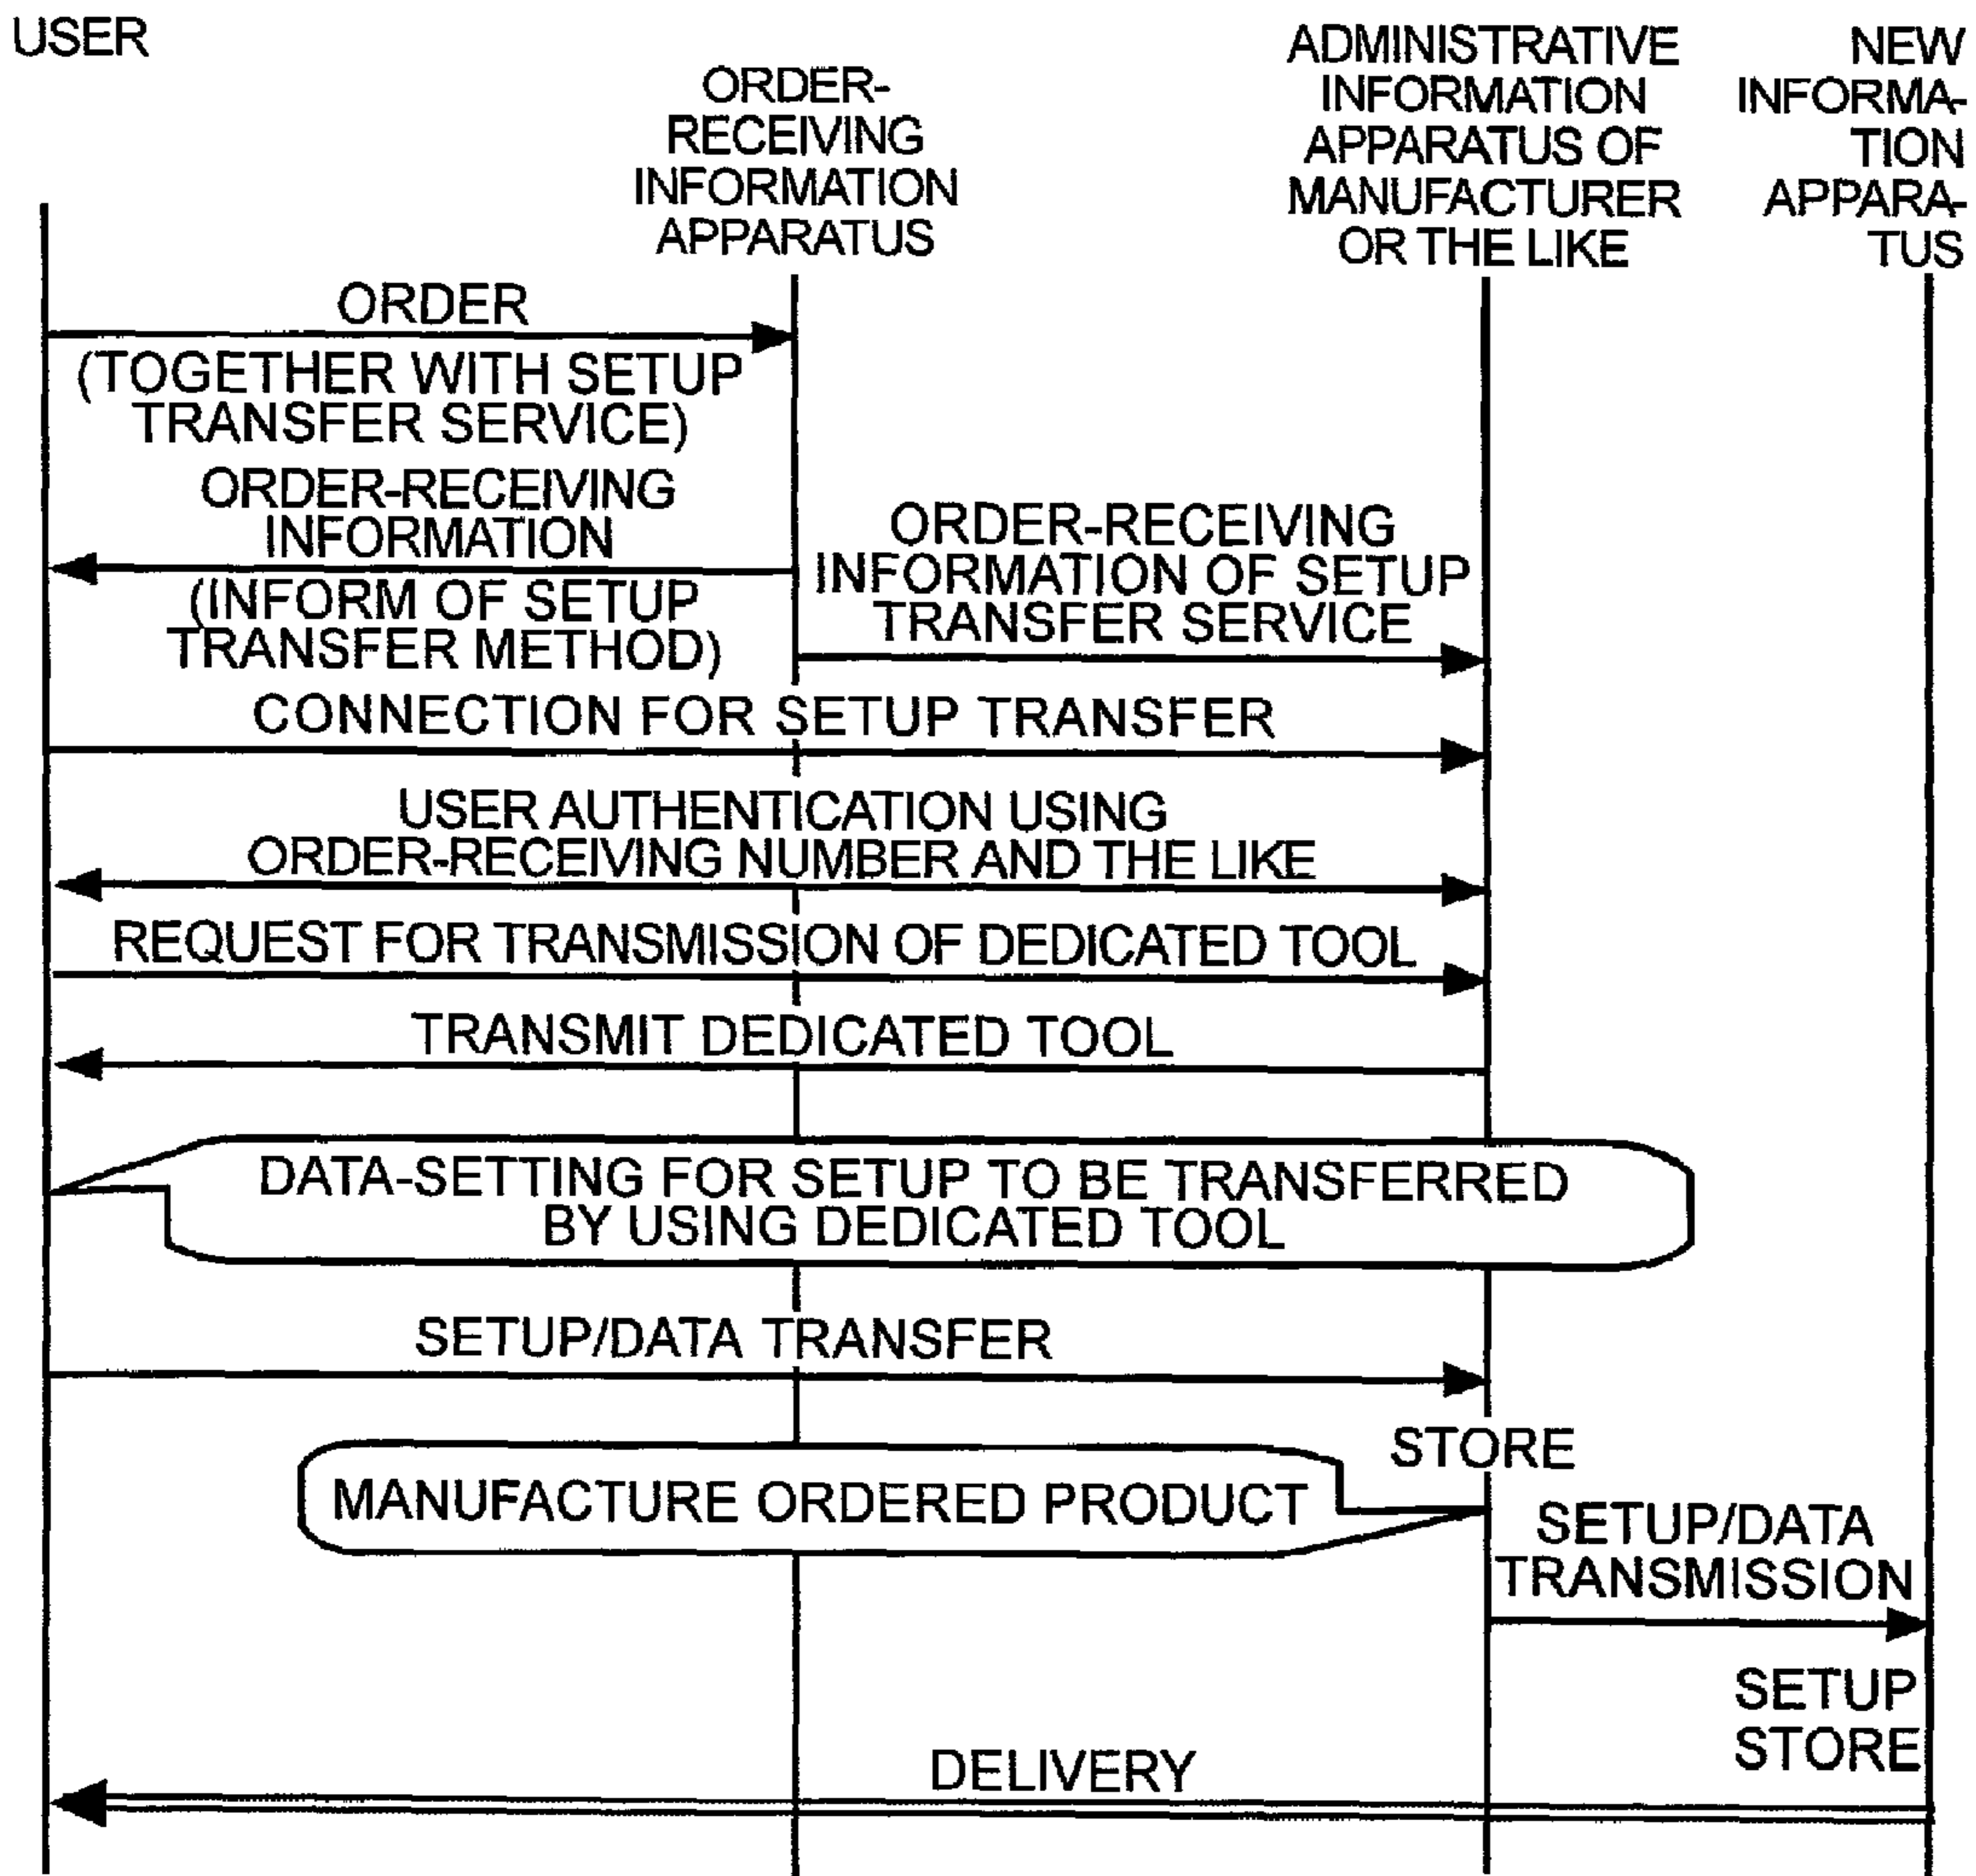 USER
ORDER-
RECEIVING
INFORMATION
APPARATUS
ADMINISTRATIVE
INFORMATION
APPARATUS OF
MANUFACTURER
OR THE LIKE
NEW
INFORMA-
TION
APPARA-
TUS
ORDER
(TOGETHER WITH SETUP
TRANSFER SERVICE)
ORDER-RECEIVING
INFORMATION
(INFORM OF SETUP
TRANSFER METHOD)
ORDER-RECEIVING
INFORMATION OF SETUP
TRANSFER SERVICE
CONNECTION FOR SETUP TRANSFER
USER AUTHENTICATION USING
ORDER-RECEIVING NUMBER AND THE LIKE
REQUEST FOR TRANSMISSION OF DEDICATED TOOL
TRANSMIT DEDICATED TOOL
DATA-SETTING FOR SETUP TO BE TRANSFERRED
BY USING DEDICATED TOOL
SETUP/DATA TRANSFER
STORE
MANUFACTURE ORDERED PRODUCT
SETUP/DATA
TRANSMISSION
SETUP
STORE
DELIVERY